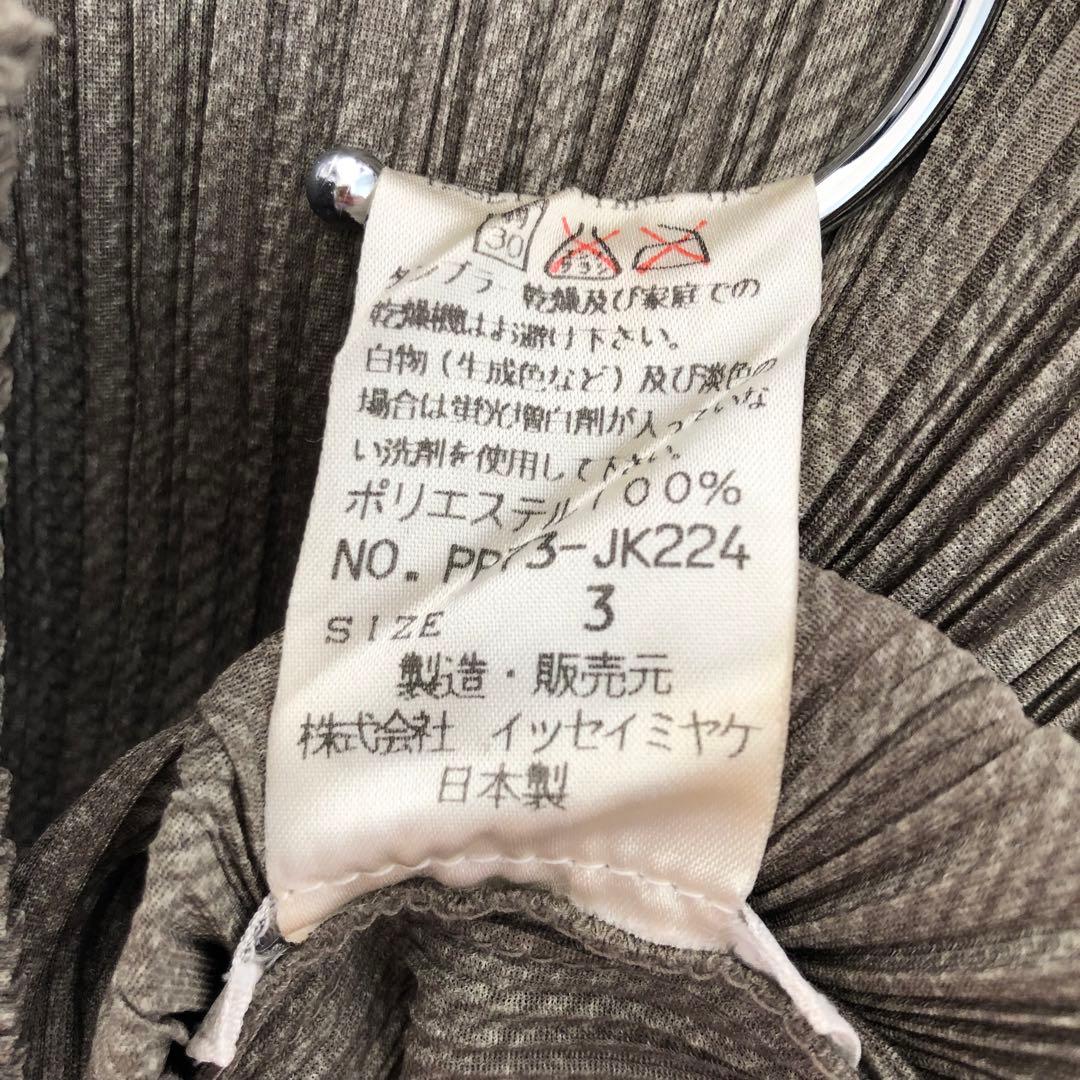 30
タンブラー乾燥及び家庭での
乾燥機はお避け下さい。
白物(生成色など)及び淡色の
場合は蛍光増白剤が入っていな
い洗剤を使用して下さい。
ポリエステル100%
NO. PP73-JK224
SIZE 3
製造・販売元
株式会社 イッセイミヤケ
日本製